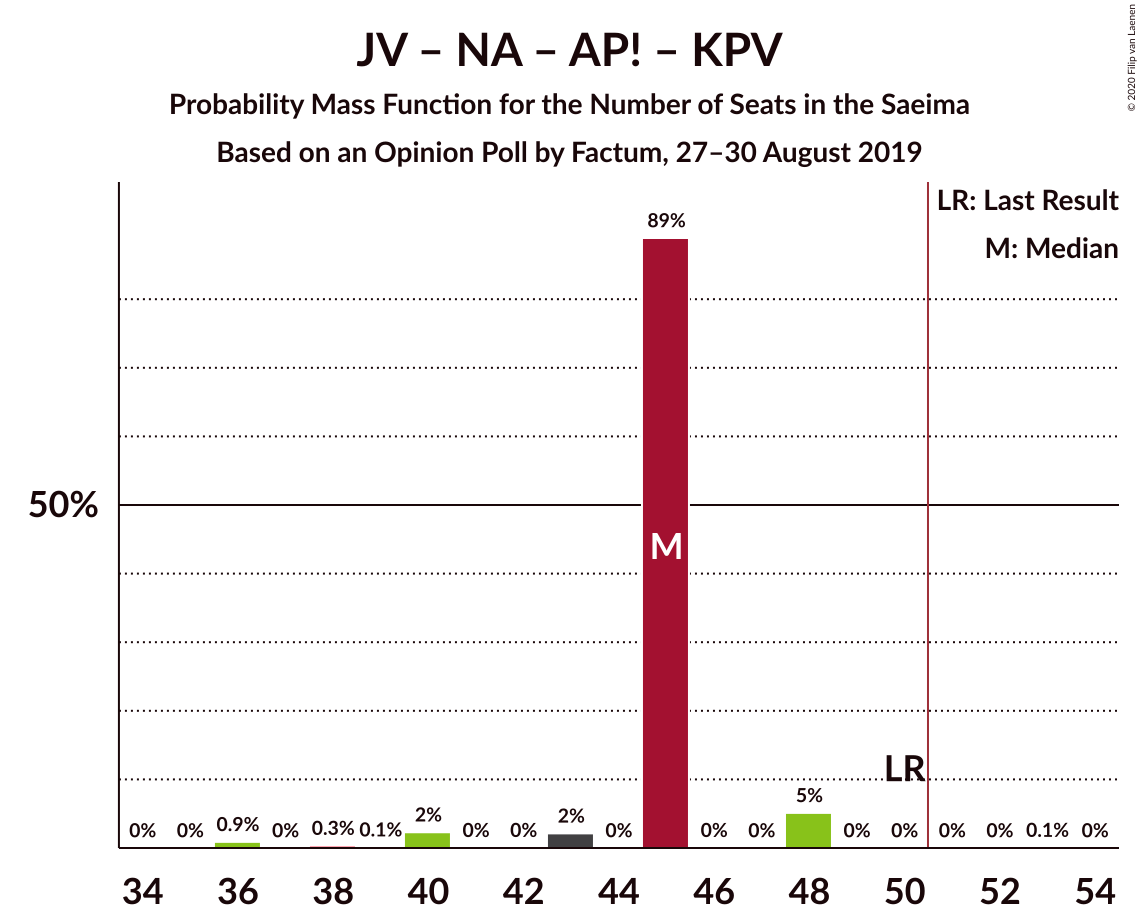 JV – NA – AP! – KPV
Probability Mass Function for the Number of Seats in the Saeima
Based on an Opinion Poll by Factum, 27–30 August 2019
© 2020 Filip van Laenen
LR: Last Result
M: Median
89%
50%
M
LR
0% 0% 0.9% 0% 0.3% 0.1% 2% 0% 0% 2% 0% 0% 0% 5% 0% 0% 0% 0% 0.1% 0%
34 36 38 40 42 44 46 48 50 52 54